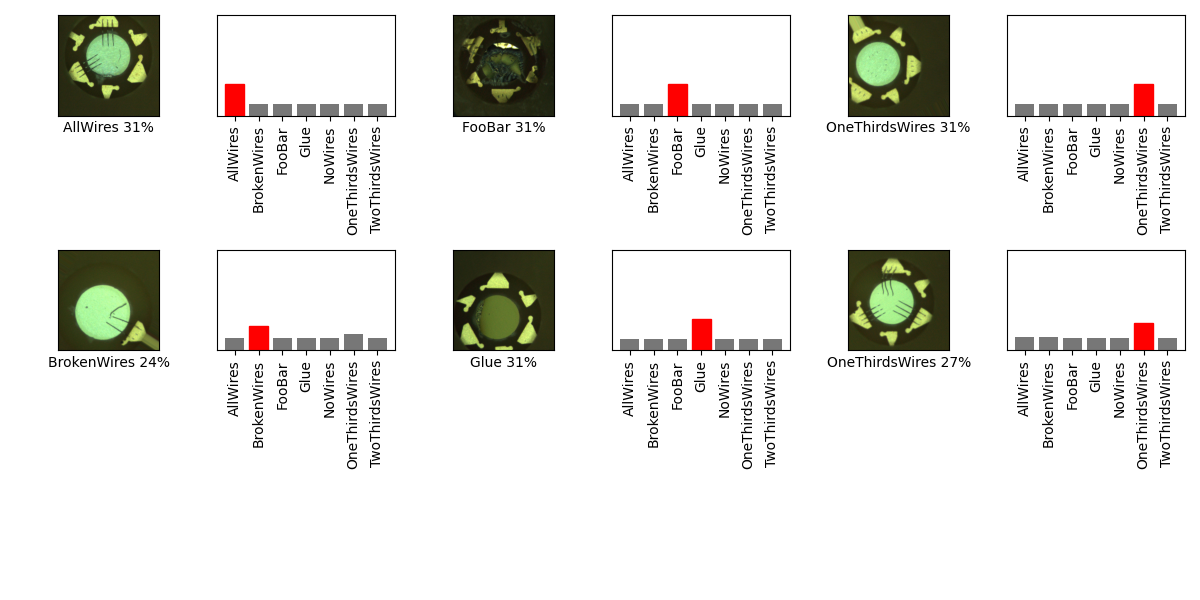 AllWires 31%
AllWires
BrokenWires
FooBar
Glue
NoWires
OneThirdsWires
TwoThirdsWires
FooBar 31%
AllWires
BrokenWires
FooBar
Glue
NoWires
OneThirdsWires
TwoThirdsWires
OneThirdsWires 31%
AllWires
BrokenWires
FooBar
Glue
NoWires
OneThirdsWires
TwoThirdsWires
BrokenWires 24%
AllWires
BrokenWires
FooBar
Glue
NoWires
OneThirdsWires
TwoThirdsWires
Glue 31%
AllWires
BrokenWires
FooBar
Glue
NoWires
OneThirdsWires
TwoThirdsWires
OneThirdsWires 27%
AllWires
BrokenWires
FooBar
Glue
NoWires
OneThirdsWires
TwoThirdsWires